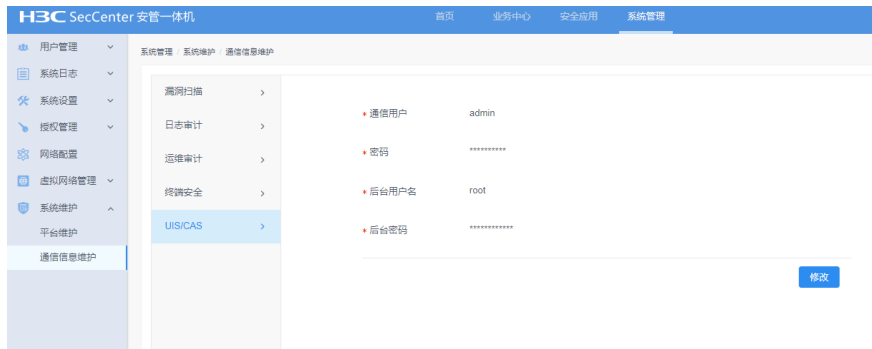 H3C SecCenter 安管一体机
首页 业务中心 安全应用 系统管理
用户管理
系统日志
系统设置
授权管理
网络配置
虚拟网络管理
系统维护
平台维护
通信信息维护
系统管理 / 系统维护 / 通信信息维护
漏洞扫描
日志审计
运维审计
终端安全
UIS/CAS
* 通信用户 admin
* 密码 **********
* 后台用户名 root
* 后台密码 ************
修改